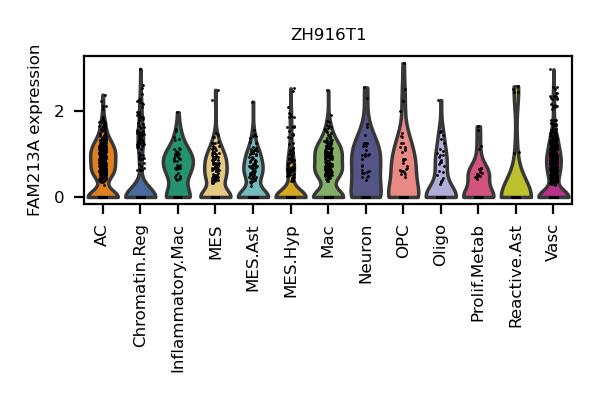 ZH916T1
FAM213A expression
2
0
AC
Chromatin.Reg
Inflammatory.Mac
MES
MES.Ast
MES.Hyp
Mac
Neuron
OPC
Oligo
Prolif.Metab
Reactive.Ast
Vasc